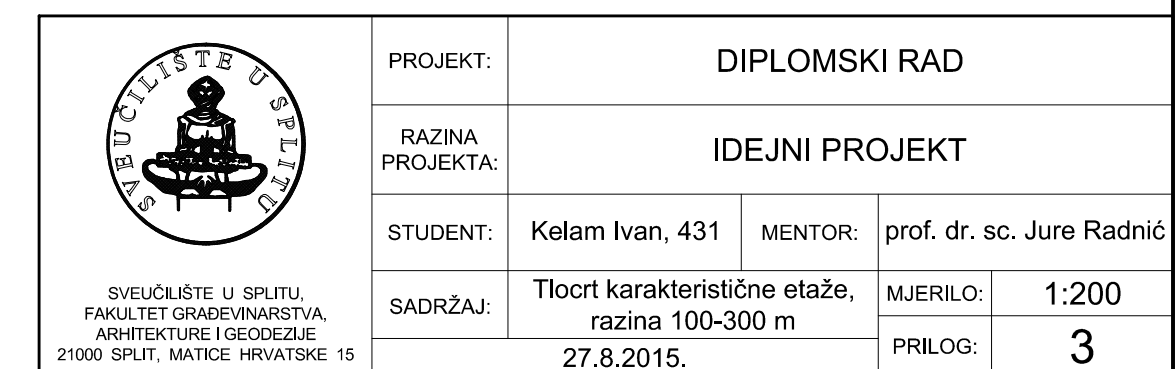 SVEUČILIŠTE U SPLITU
SVEUČILIŠTE U SPLITU,
FAKULTET GRAĐEVINARSTVA,
ARHITEKTURE I GEODEZIJE
21000 SPLIT, MATICE HRVATSKE 15
PROJEKT:
DIPLOMSKI RAD
RAZINA
PROJEKTA:
IDEJNI PROJEKT
STUDENT:
Kelam Ivan, 431
MENTOR:
prof. dr. sc. Jure Radnić
SADRŽAJ:
Tlocrt karakteristične etaže,
razina 100-300 m
MJERILO:
1:200
27.8.2015.
PRILOG:
3